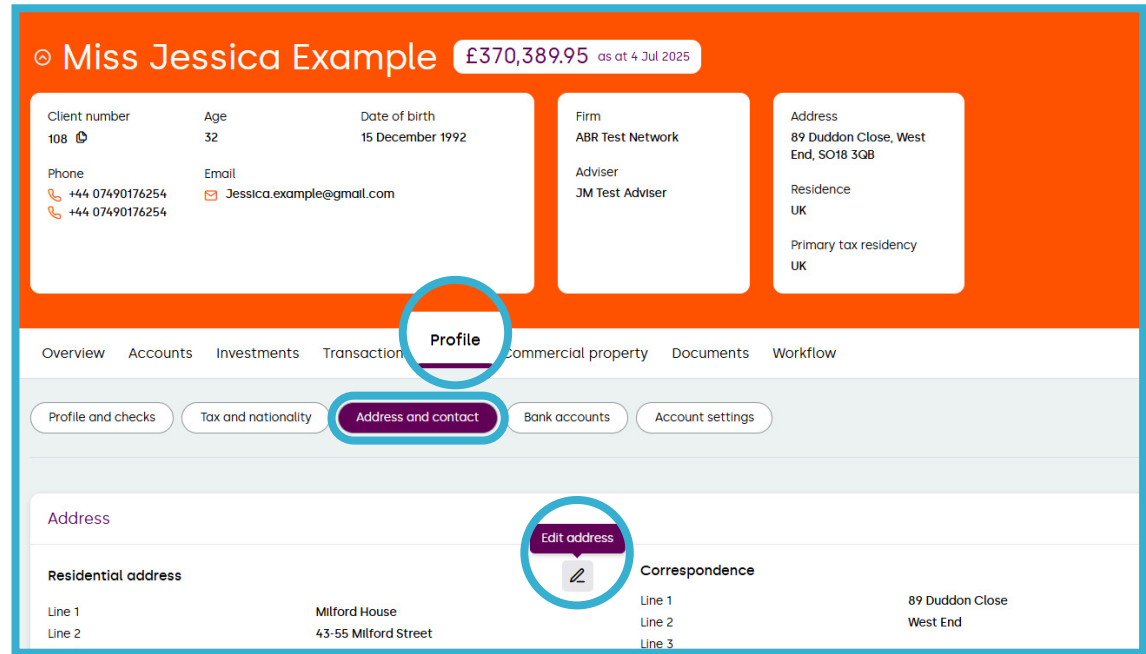 Miss Jessica Example £370,389.95 as at 4 Jul 2025
Client number Age Date of birth
108 32 15 December 1992
Phone Email
+44 07490176254 Jessica.example@gmail.com
+44 07490176254
Firm
ABR Test Network
Adviser
JM Test Adviser
Address
89 Duddon Close, West
End, SO18 3QB
Residence
UK
Primary tax residency
UK
Overview Accounts Investments Transaction Profile Commercial property Documents Workflow
Profile and checks Tax and nationality Address and contact Bank accounts Account settings
Address
Edit address
Residential address
Line 1 Milford House
Line 2 43-55 Milford Street
Correspondence
Line 1 89 Duddon Close
Line 2 West End
Line 3